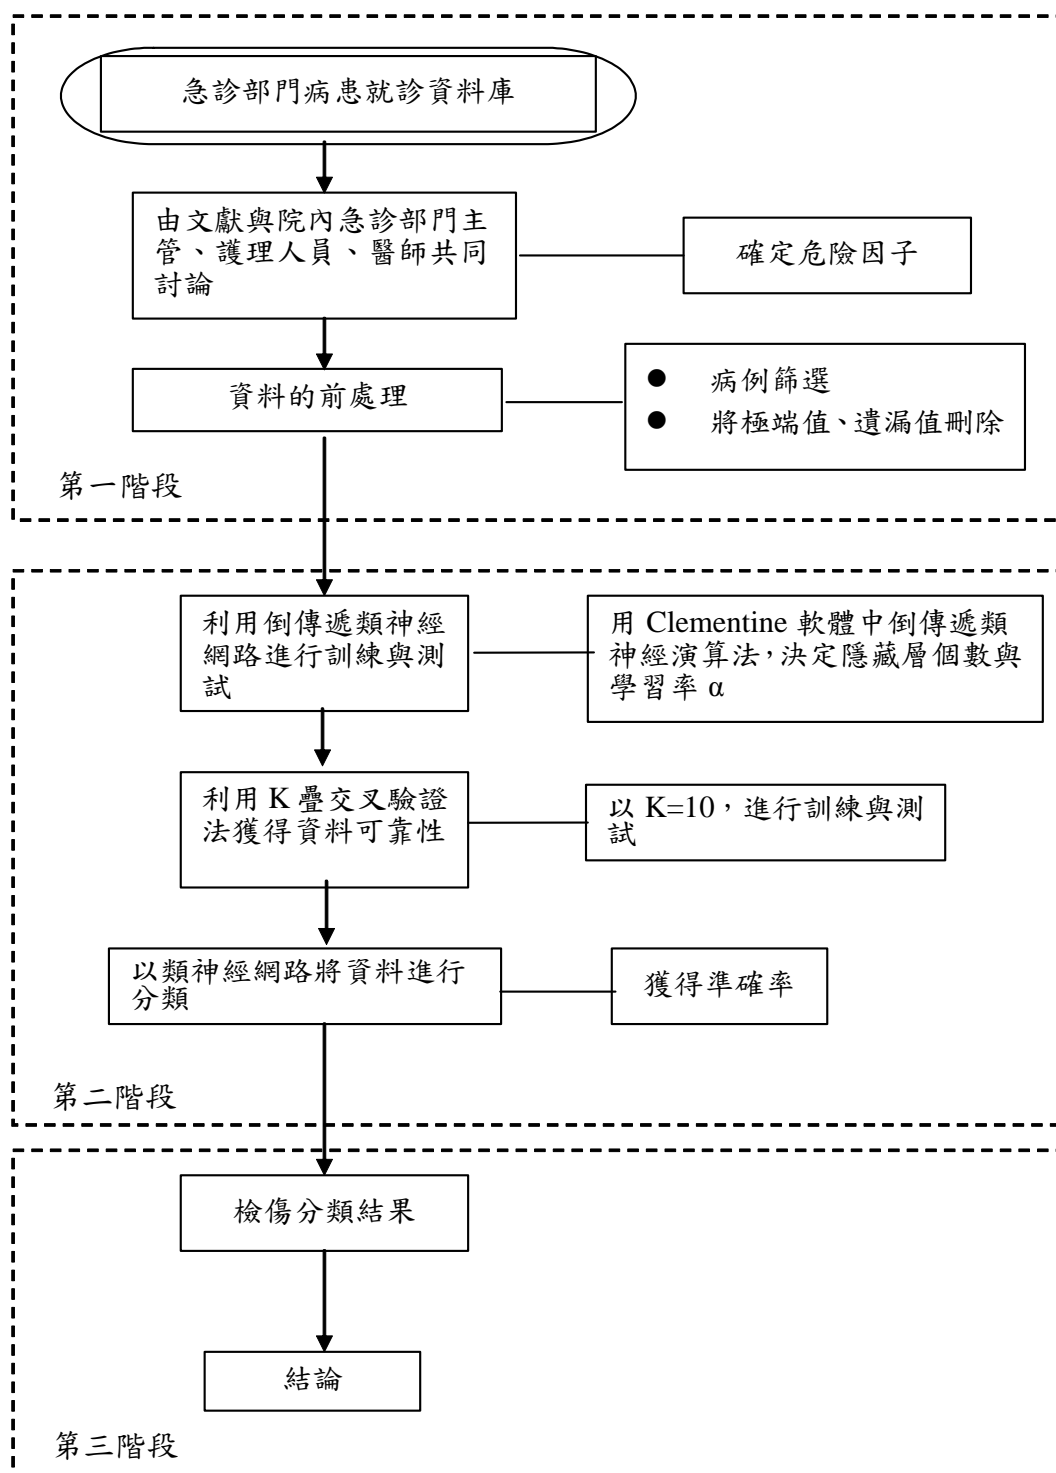 急診部門病患就診資料庫
由文獻與院內急診部門主
管、護理人員、醫師共同
討論
確定危險因子
資料的前處理
● 病例篩選
● 將極端值、遺漏值刪除
第一階段
利用倒傳遞類神經
網路進行訓練與測
試
用 Clementine 軟體中倒傳遞類
神經演算法,決定隱藏層個數與
學習率 α
利用 K 疊交叉驗證
法獲得資料可靠性
以 K=10，進行訓練與測
試
以類神經網路將資料進行
分類
獲得準確率
第二階段
檢傷分類結果
結論
第三階段